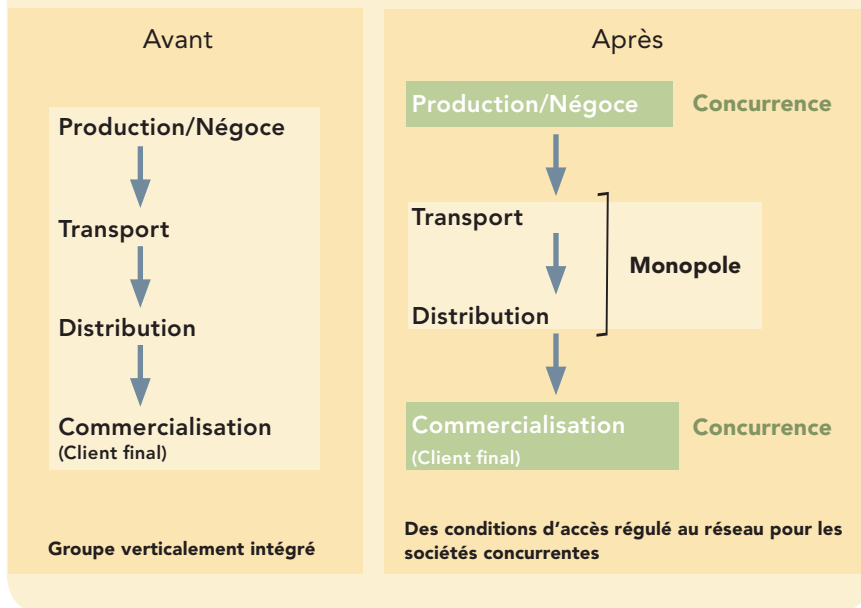 Avant
Production/Négoce
Transport
Distribution
Commercialisation
(Client final)
Groupe verticalement intégré
Après
Production/Négoce
Concurrence
Transport
Monopole
Distribution
Commercialisation
Concurrence
(Client final)
Des conditions d’accès régulé au réseau pour les
sociétés concurrentes